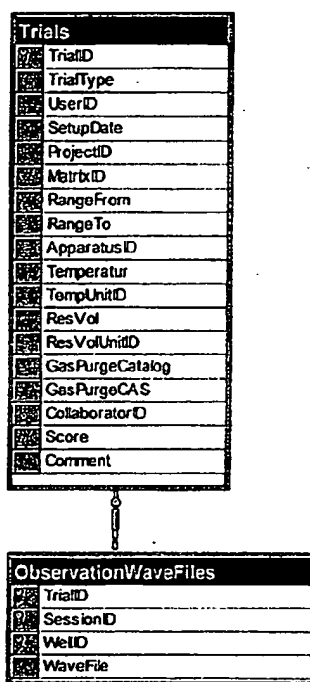 Trials
TrialID
TrialType
UserID
SetupDate
ProjectID
MatrixID
RangeFrom
RangeTo
ApparatusID
Temperatur
TempUnitID
ResVol
ResVolUnitID
GasPurgeCatalog
GasPurgeCAS
CollaboratorID
Score
Comment
ObservationWaveFiles
TrialID
SessionID
WellID
WaveFile